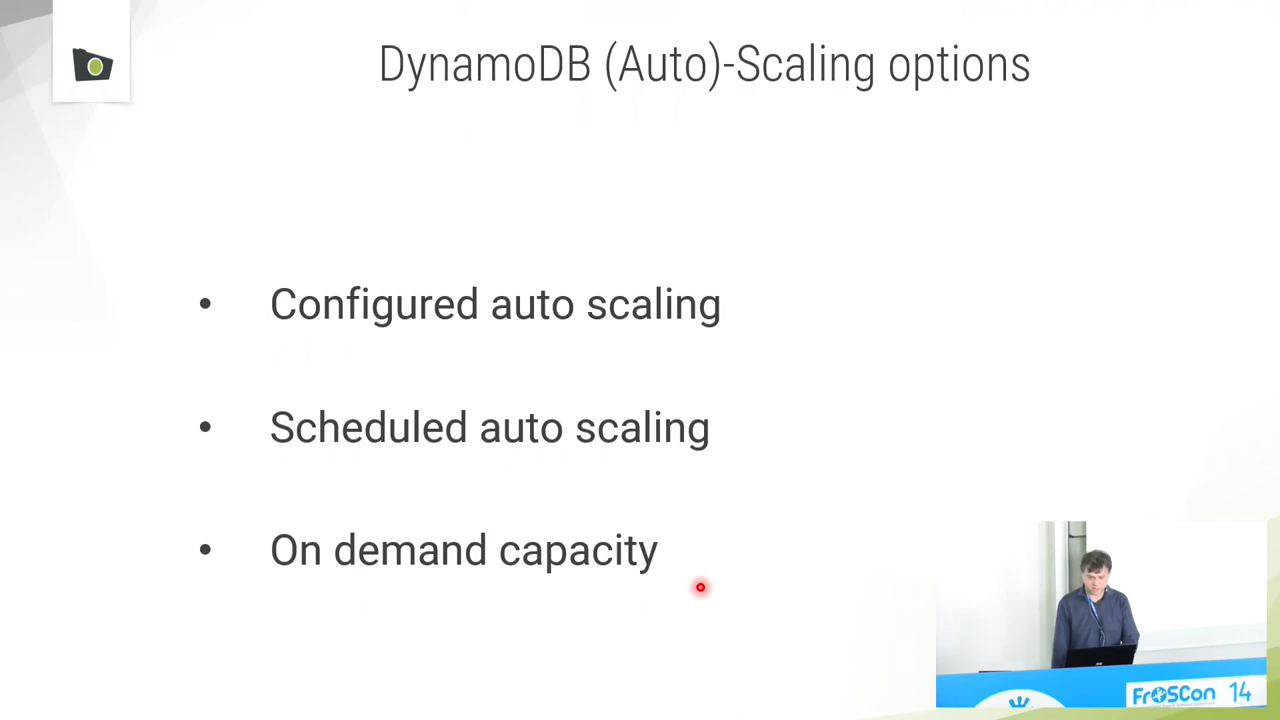 DynamoDB (Auto)-Scaling options
• Configured auto scaling
• Scheduled auto scaling
• On demand capacity
FrOSCon 14